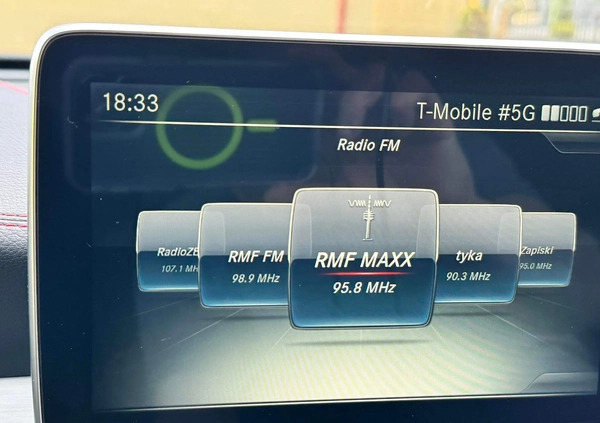 18:33
T-Mobile #5G
Radio FM
RadioZE
107.1 MH
RMF FM
98.9 MHz
RMF MAXX
95.8 MHz
tyka
90.3 MHz
Zapiski
95.0 MHz